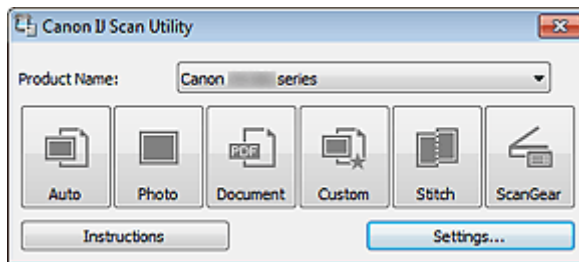 Canon IJ Scan Utility
Product Name: Canon series
PDF
Auto Photo Document Custom Stitch ScanGear
Instructions Settings...